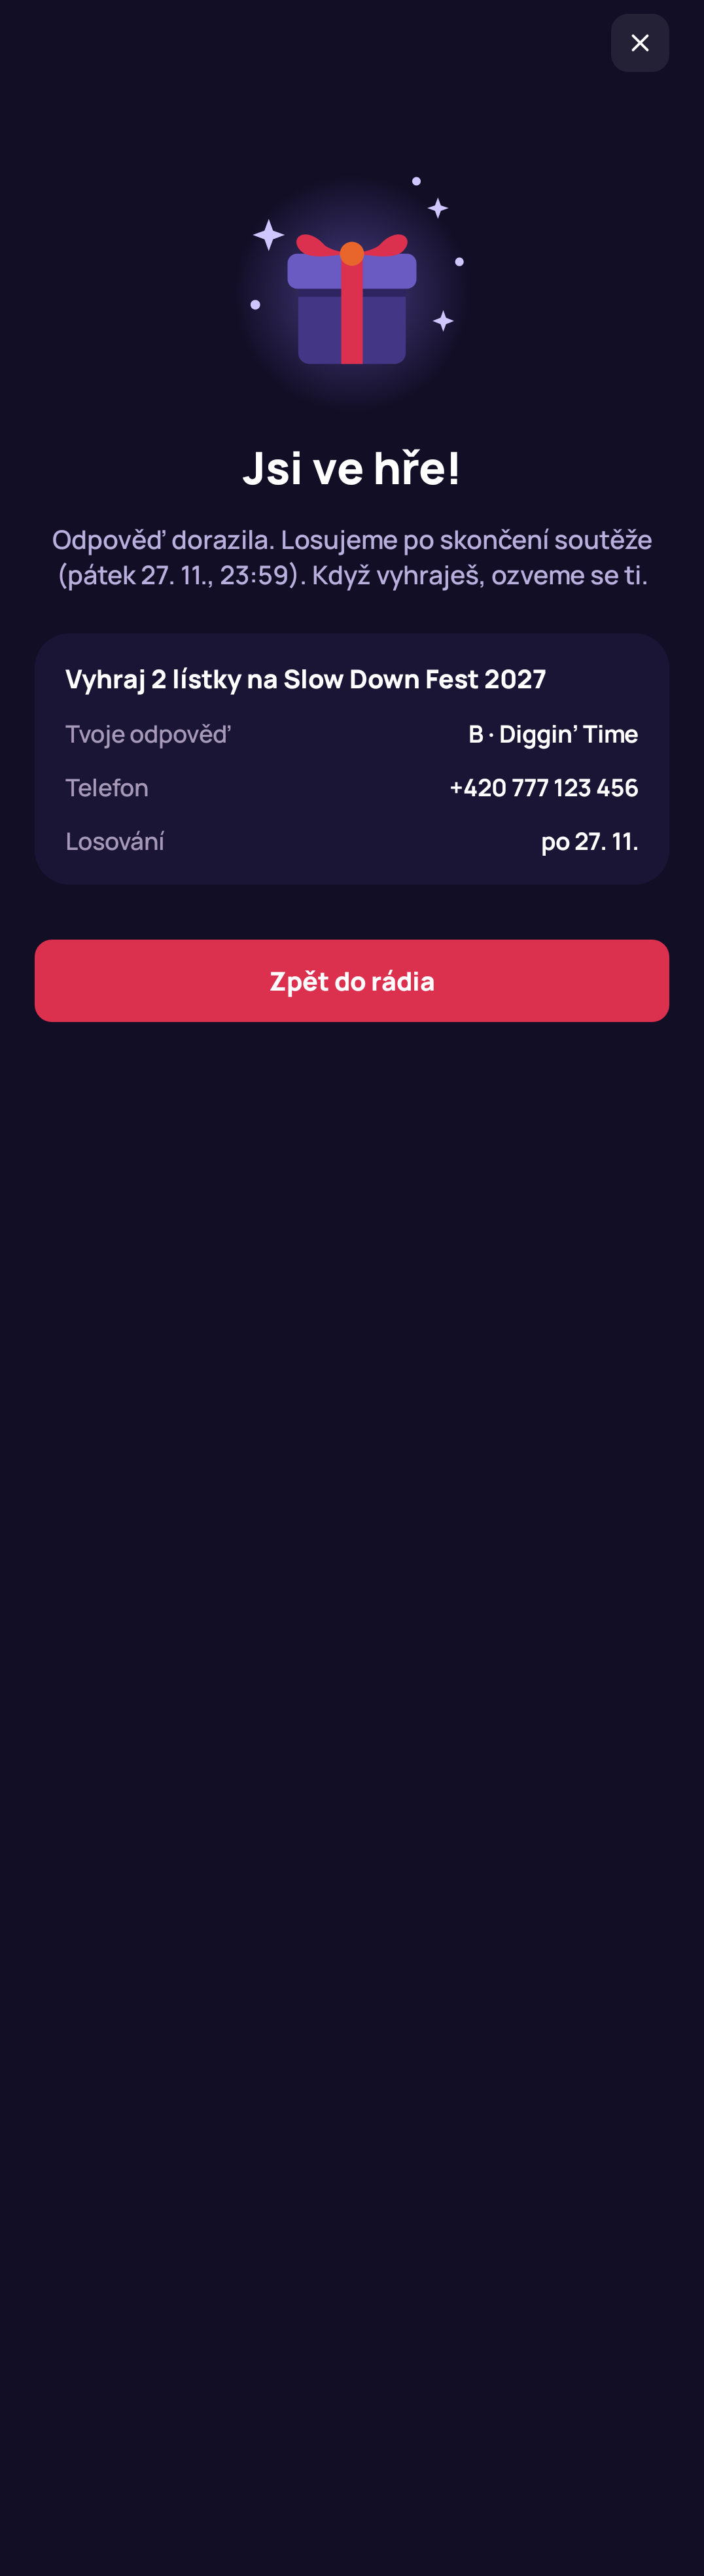 Jsi ve hře!
Odpověď dorazila. Losujeme po skončení soutěže
(pátek 27. 11., 23:59). Když vyhraješ, ozveme se ti.
Vyhraj 2 lístky na Slow Down Fest 2027
Tvoje odpověď B · Diggin’ Time
Telefon +420 777 123 456
Losování po 27. 11.
Zpět do rádia